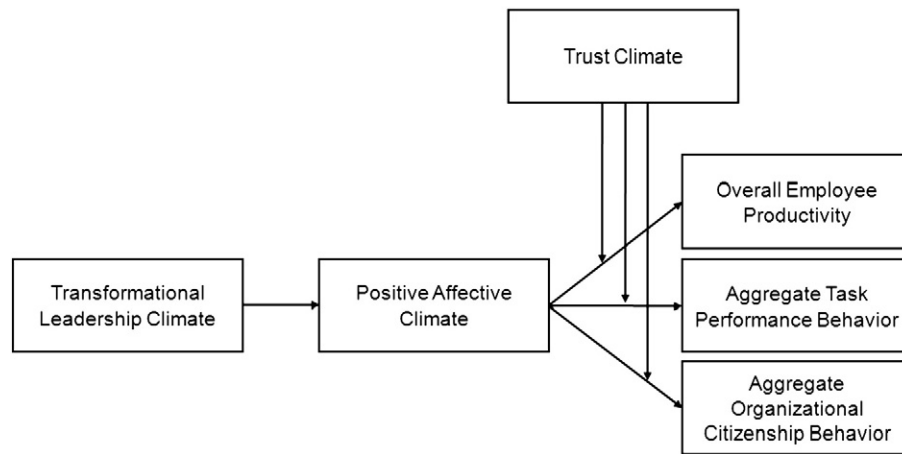 Trust Climate
Overall Employee
Productivity
Transformational
Leadership Climate
Positive Affective
Climate
Aggregate Task
Performance Behavior
Aggregate
Organizational
Citizenship Behavior